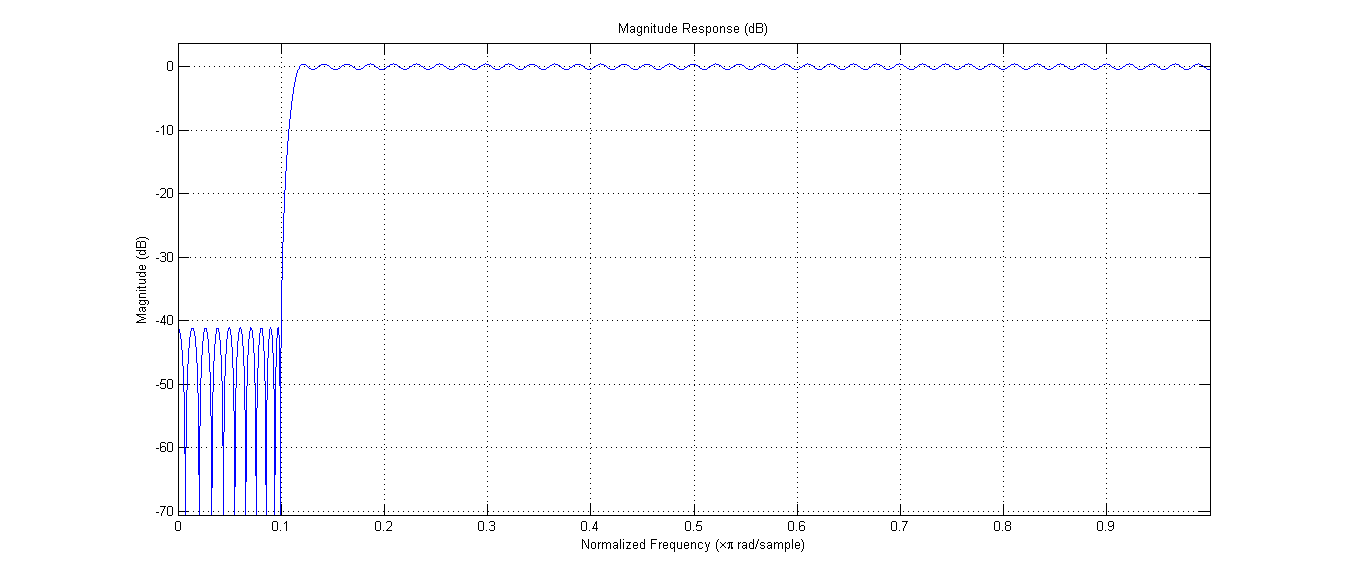 Magnitude Response (dB)
Magnitude (dB)
0
-10
-20
-30
-40
-50
-60
-70
0 0.1 0.2 0.3 0.4 0.5 0.6 0.7 0.8 0.9
Normalized Frequency (×π rad/sample)